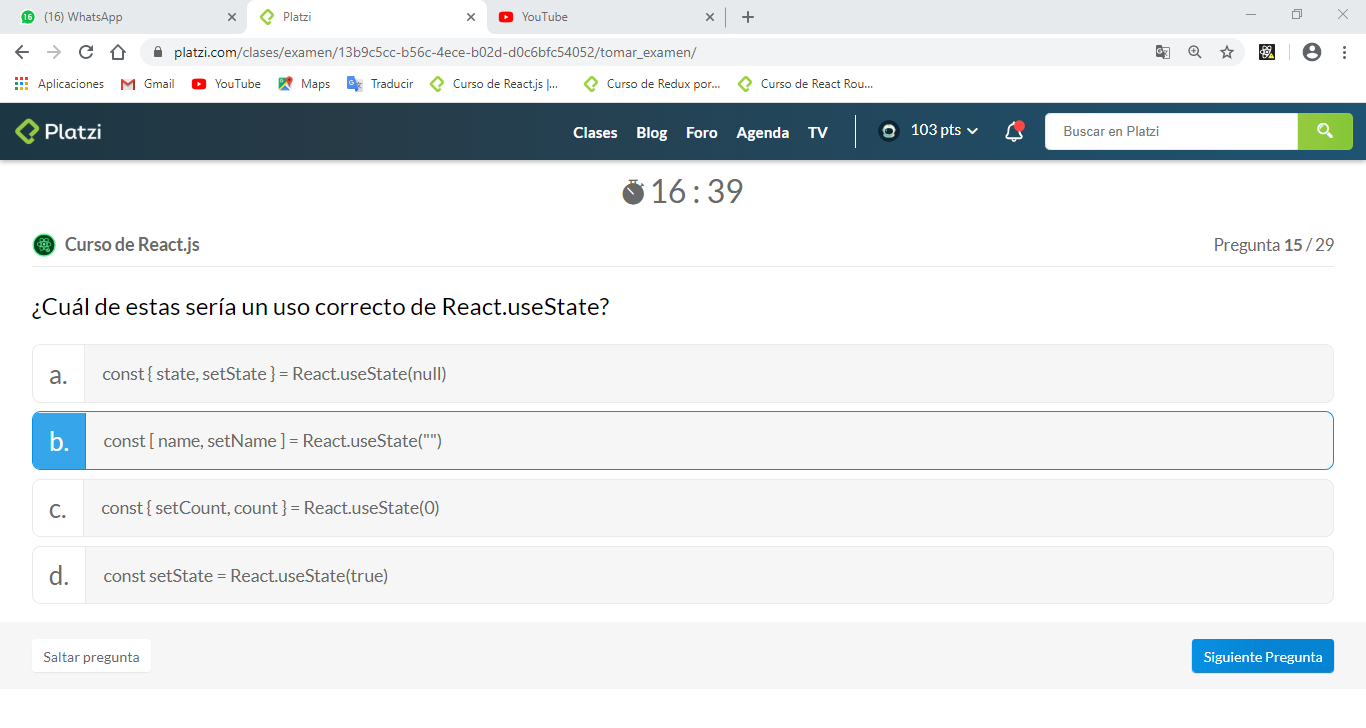 (16) WhatsApp
Platzi
YouTube
platzi.com/clases/examen/13b9c5cc-b56c-4ece-b02d-d0c6bfc54052/tomar_examen/
Aplicaciones
Gmail
YouTube
Maps
Traducir
Curso de React.js |...
Curso de Redux por...
Curso de React Rou...
Platzi
Clases
Blog
Foro
Agenda
TV
103 pts
Buscar en Platzi
16 : 39
Curso de React.js
Pregunta 15 / 29
¿Cuál de estas sería un uso correcto de React.useState?
a. const { state, setState } = React.useState(null)
b. const [ name, setName ] = React.useState("")
c. const { setCount, count } = React.useState(0)
d. const setState = React.useState(true)
Saltar pregunta
Siguiente Pregunta